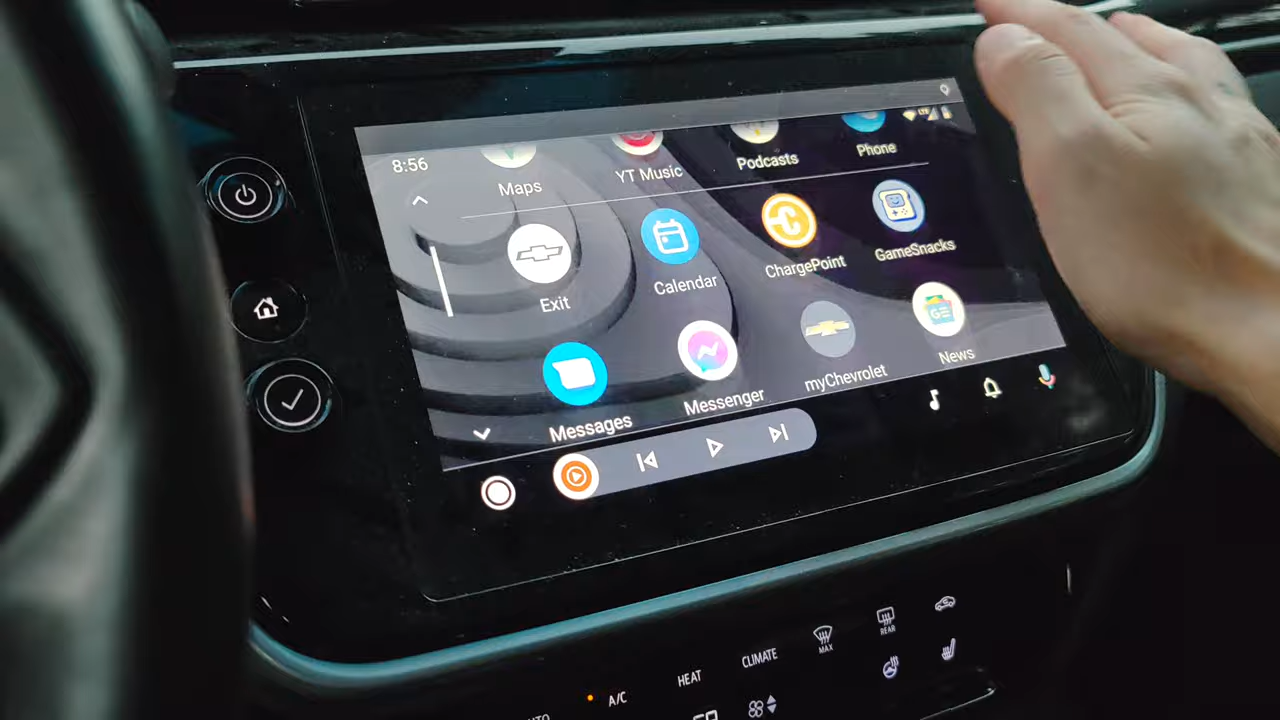 8:56
LTE
Maps
YT Music
Podcasts
Phone
Exit
Calendar
ChargePoint
GameSnacks
Messages
Messenger
myChevrolet
News
A/C
HEAT
CLIMATE
MAX
REAR